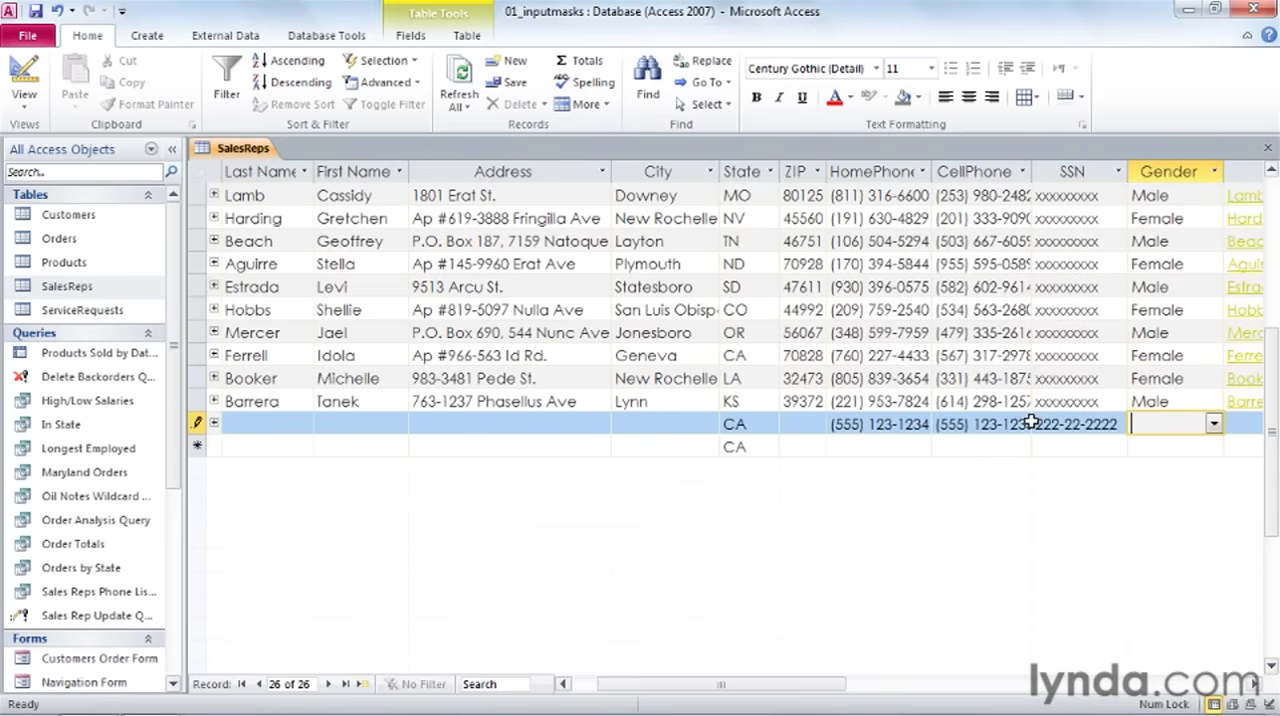 01_inputmasks : Database (Access 2007) - Microsoft Access
Table Tools
File Home Create External Data Database Tools Fields Table
View
Views
Paste
Cut
Copy
Format Painter
Clipboard
Filter
Ascending
Descending
Remove Sort
Selection
Advanced
Toggle Filter
Sort & Filter
Refresh All
New
Save
Delete
Totals
Spelling
More
Records
Find
Replace
Go To
Select
Find
Century Gothic (Detail) 11
B I U A
Text Formatting
All Access Objects
Search..
Tables
Customers
Orders
Products
SalesReps
ServiceRequests
Queries
Products Sold by Dat...
Delete Backorders Q...
High/Low Salaries
In State
Longest Employed
Maryland Orders
Oil Notes Wildcard ...
Order Analysis Query
Order Totals
Orders by State
Sales Reps Phone Lis...
Sales Rep Update Q...
Forms
Customers Order Form
Navigation Form
SalesReps
Last Name First Name Address City State ZIP HomePhone CellPhone SSN Gender
Lamb Cassidy 1801 Erat St. Downey MO 80125 (811) 316-6600 (253) 980-2482 xxxxxxxxx Male Lamb
Harding Gretchen Ap #619-3888 Fringilla Ave New Rochelle NV 45560 (191) 630-4829 (201) 333-9090 xxxxxxxxx Female Hard
Beach Geoffrey P.O. Box 187, 7159 Natoque Layton TN 46751 (106) 504-5294 (503) 667-6059 xxxxxxxxx Male Beac
Aguirre Stella Ap #145-9960 Erat Ave Plymouth ND 70928 (170) 394-5844 (955) 595-0589 xxxxxxxxx Female Aguir
Estrada Levi 9513 Arcu St. Statesboro SD 47611 (930) 396-0575 (582) 602-9614 xxxxxxxxx Male Estra
Hobbs Shellie Ap #819-5097 Nulla Ave San Luis Obisp CO 44992 (209) 759-2540 (534) 563-2680 xxxxxxxxx Female Hobb
Mercer Jael P.O. Box 690, 544 Nunc Ave Jonesboro OR 56067 (348) 599-7959 (479) 335-2616 xxxxxxxxx Male Merc
Ferrell Idola Ap #966-563 Id Rd. Geneva CA 70828 (760) 227-4433 (567) 317-2978 xxxxxxxxx Female Ferre
Booker Michelle 983-3481 Pede St. New Rochelle LA 32473 (805) 839-3654 (331) 443-1875 xxxxxxxxx Female Book
Barrera Tanek 763-1237 Phasellus Ave Lynn KS 39372 (221) 953-7824 (614) 298-1257 xxxxxxxxx Male Barre
CA (555) 123-1234 (555) 123-123 222-22-2222
CA
Record: 26 of 26 No Filter Search
lynda.com
Ready Num Lock